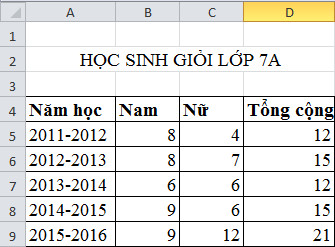 A B C D
1
2 HỌC SINH GIỎI LỚP 7A
3
4 Năm học Nam Nữ Tổng cộng
5 2011-2012 8 4 12
6 2012-2013 8 7 15
7 2013-2014 6 6 12
8 2014-2015 9 6 15
9 2015-2016 9 12 21